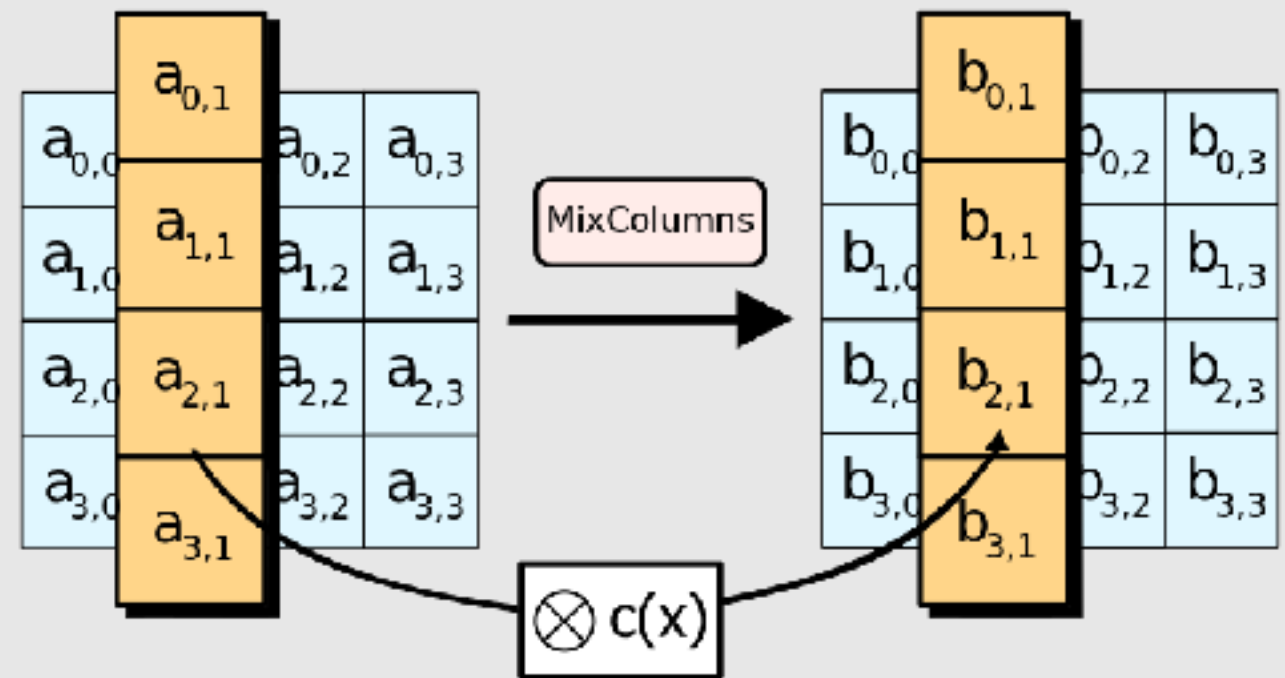 a0,1
a0,0 a0,2 a0,3
a1,1
a1,0 a1,2 a1,3
a2,1
a2,0 a2,2 a2,3
a3,0 a3,2 a3,3
a3,1
MixColumns
b0,1
b0,0 b0,2 b0,3
b1,1
b1,0 b1,2 b1,3
b2,1
b2,0 b2,2 b2,3
b3,0 b3,2 b3,3
b3,1
⊗ c(x)